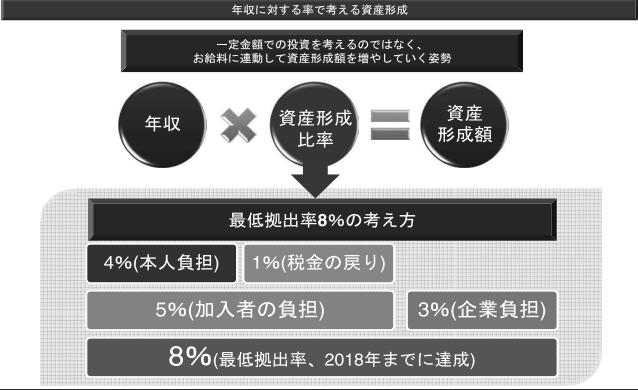 年収に対する率で考える資産形成
一定金額での投資を考えるのではなく、
お給料に連動して資産形成額を増やしていく姿勢
年収
資産形成
比率
資産
形成額
最低拠出率8%の考え方
4%(本人負担)
1%(税金の戻り)
5%(加入者の負担)
3%(企業負担)
8%(最低拠出率、2018年までに達成)